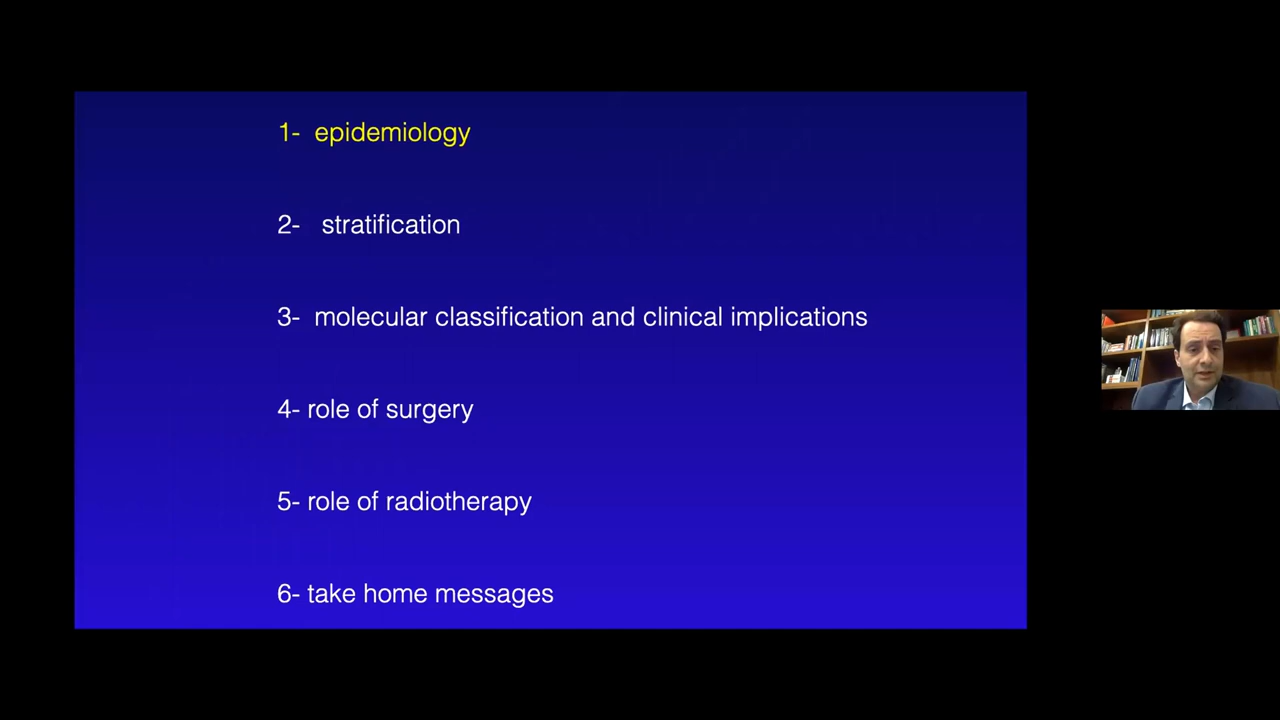 1- epidemiology
2- stratification
3- molecular classification and clinical implications
4- role of surgery
5- role of radiotherapy
6- take home messages